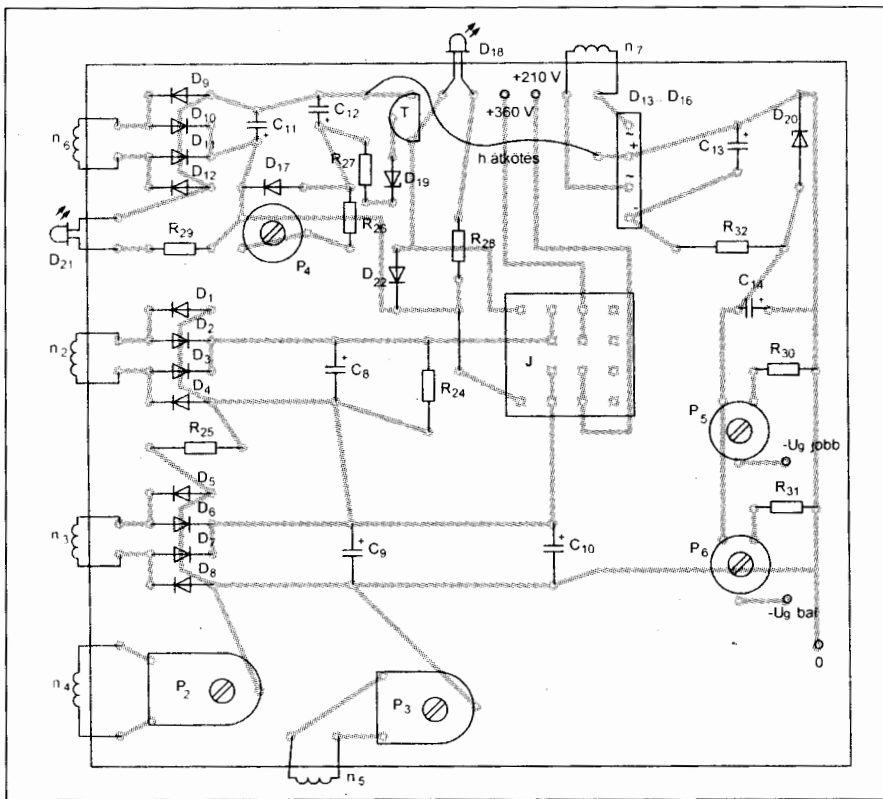 n7
D18
+210 V
D13 .. D16
D9
+360 V
D20
D10
C12
T
n6
C11
D11
R27
C13
h átkötés
D12
D17
D19
R29
R26
R28
R32
D21
P4
D22
C14
D1
n2
D2
D3
C8
J
R30
D4
R24
P5
R25
-Ug jobb
D5
R31
D6
n3
D7
C9
C10
P6
D8
-Ug bal
0
n4
P2
P3
n5